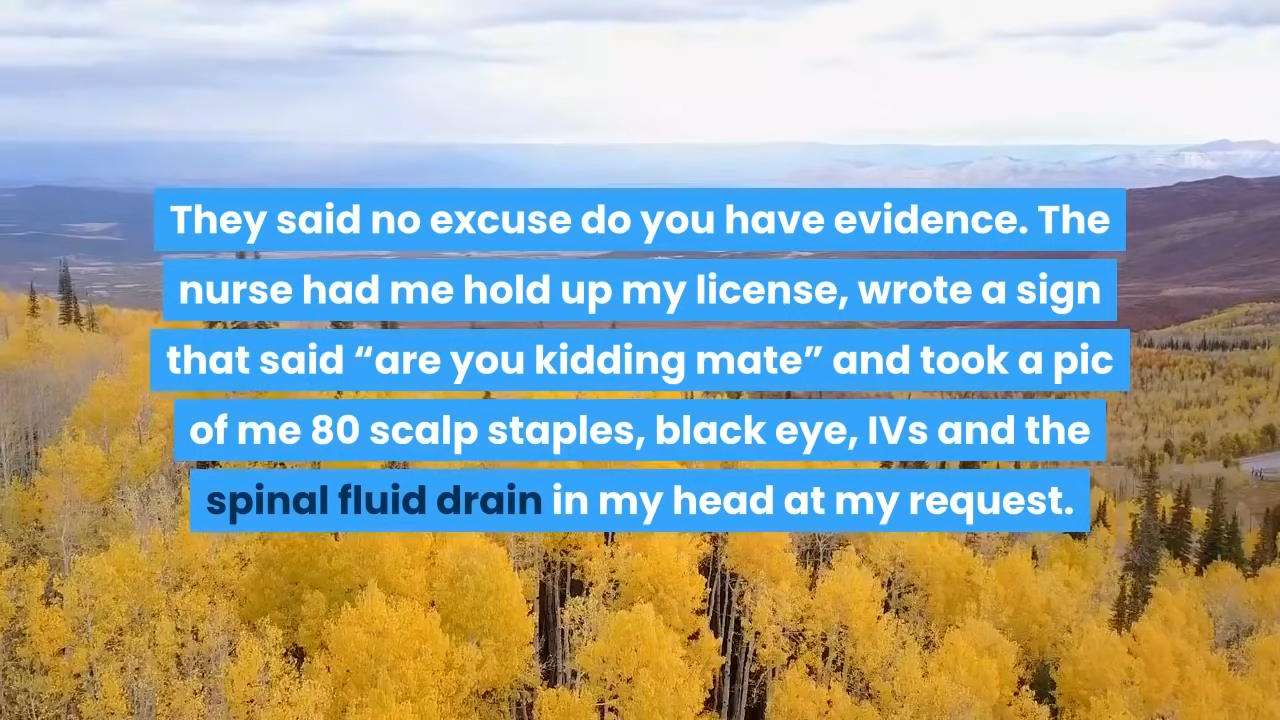 They said no excuse do you have evidence. The
nurse had me hold up my license, wrote a sign
that said “are you kidding mate” and took a pic
of me 80 scalp staples, black eye, IVs and the
spinal fluid drain in my head at my request.